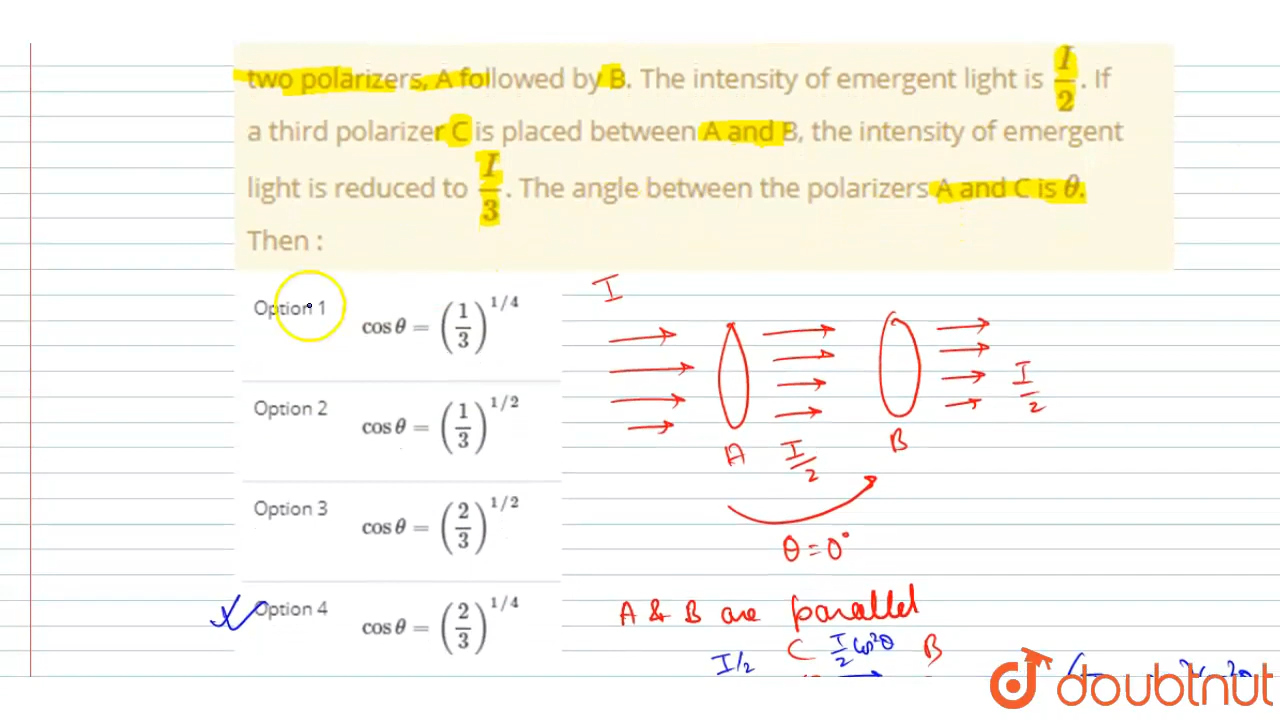 two polarizers, A followed by B. The intensity of emergent light is I/2. If
a third polarizer C is placed between A and B, the intensity of emergent
light is reduced to I/3. The angle between the polarizers A and C is θ.
Then :
Option 1 cos θ = (1/3)^1/4
Option 2 cos θ = (1/3)^1/2
Option 3 cos θ = (2/3)^1/2
Option 4 cos θ = (2/3)^1/4
I
I/2
A I/2 B
θ = 0°
A & B are parallel
I/2 C I/2 cos²θ B
doubtnut